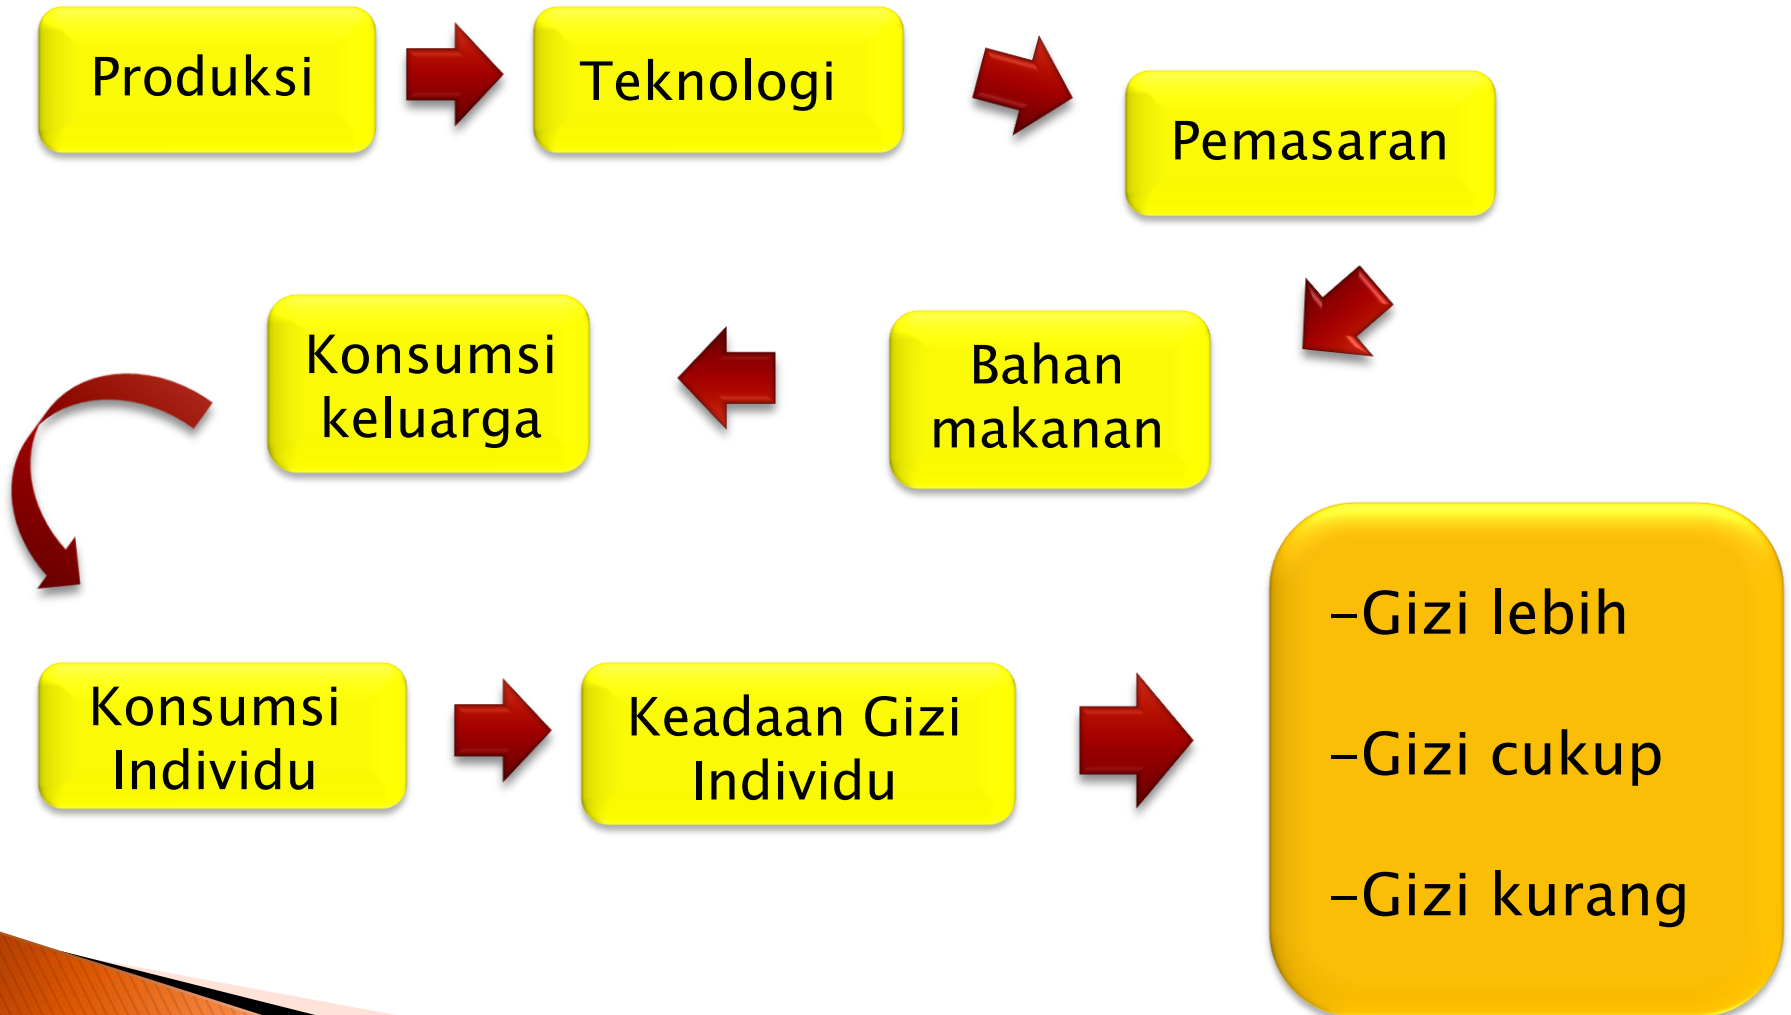 Produksi
Teknologi
Pemasaran
Bahan
makanan
Konsumsi
keluarga
Konsumsi
Individu
Keadaan Gizi
Individu
-Gizi lebih
-Gizi cukup
-Gizi kurang